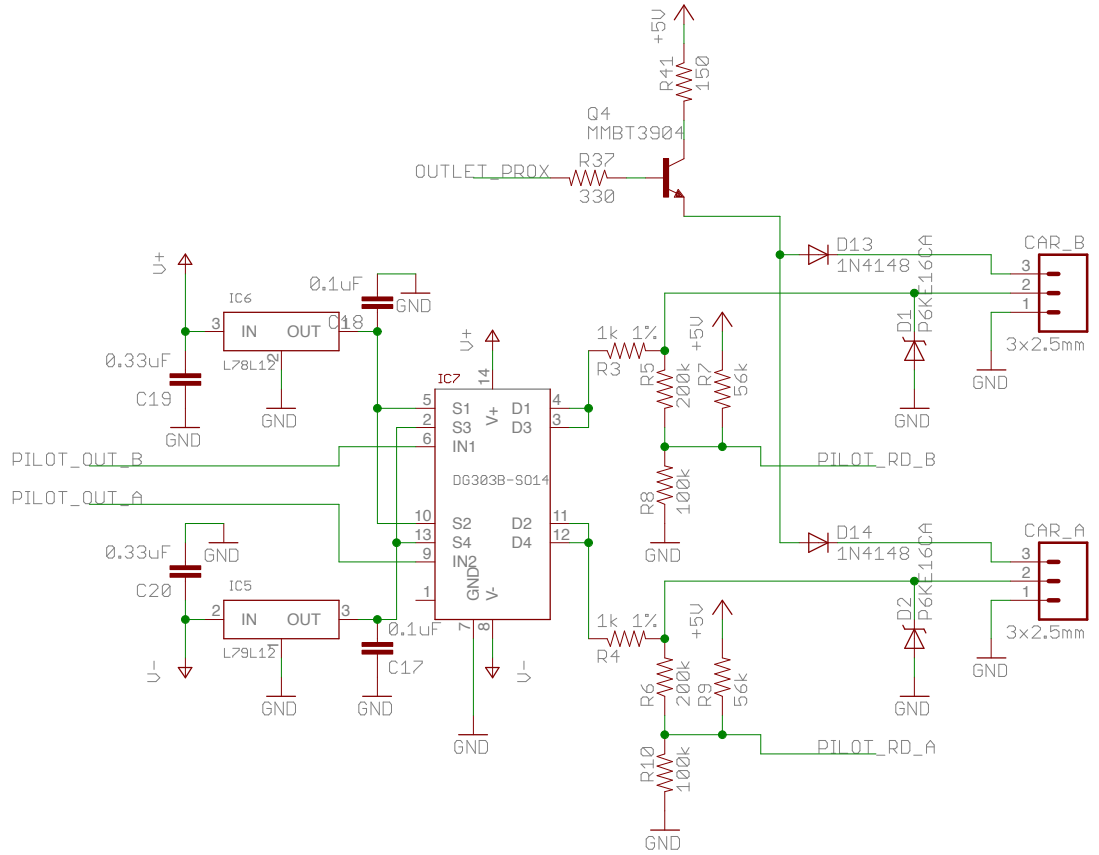 +5V
R41
150
Q4
MMBT3904
OUTLET_PROX
R37
330
D13
1N4148
P6KE16CA
D1
CAR_B
3
2
1
3x2.5mm
GND
GND
V+
0.1uF
GND
C18
IC6
3
IN
OUT
1
2
L78L12
0.33uF
C19
GND
GND
V+
14
IC7
5
S1
2
S3
6
IN1
V+
D1
4
D3
3
DG303B-SO14
10
S2
13
S4
9
IN2
D2
11
D4
12
GND
V-
1
7
8
GND
V-
1k 1%
R3
R5
200k
+5V
R7
56k
R8
100k
GND
PILOT_RD_B
PILOT_OUT_B
PILOT_OUT_A
GND
0.33uF
C20
IC5
2
IN
OUT
3
1
L79L12
V-
GND
0.1uF
C17
GND
D14
1N4148
P6KE16CA
D2
CAR_A
3
2
1
3x2.5mm
GND
GND
1k 1%
R4
R6
200k
+5V
R9
56k
R10
100k
GND
PILOT_RD_A